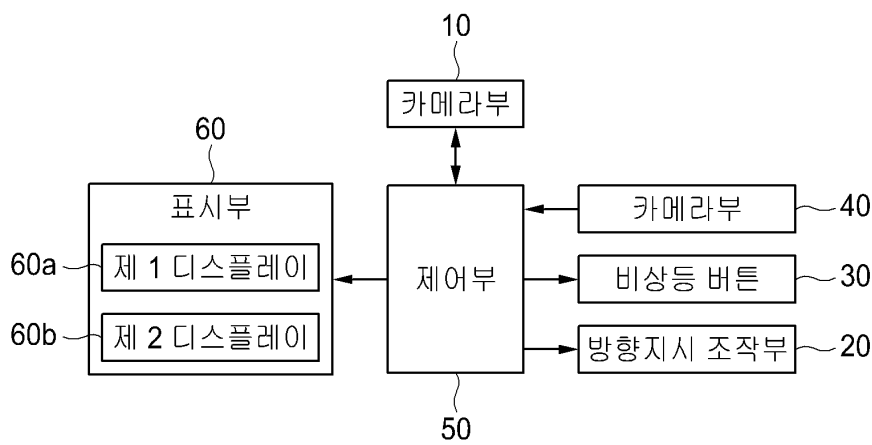 10
카메라부
60
표시부
카메라부
40
60a
제 1 디스플레이
제어부
비상등 버튼
30
60b
제 2 디스플레이
방향지시 조작부
20
50